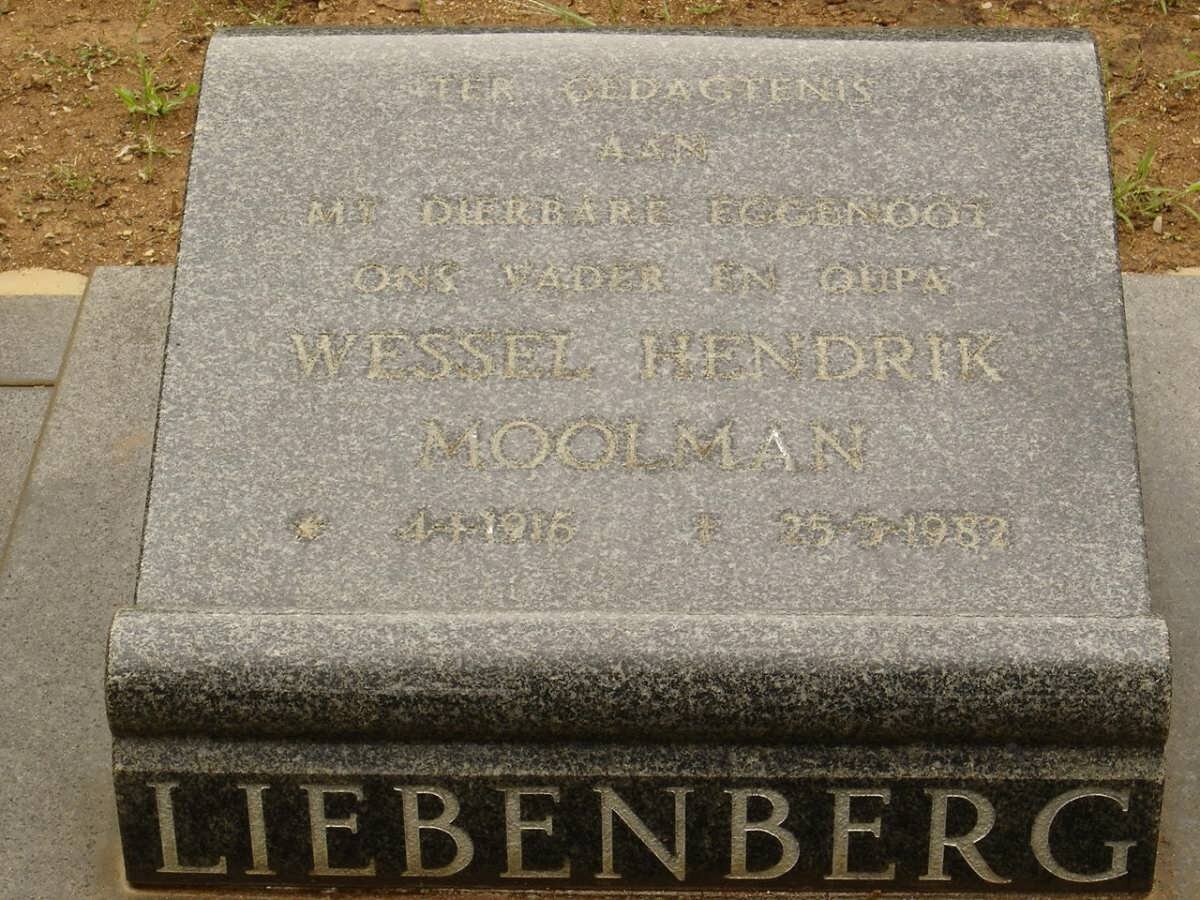 TER GEDAGTENIS
AAN
MY DIERBARE EGGENOOT
ONS VADER EN OUPA
WESSEL HENDRIK
MOOLMAN
* 4-4-1916 † 25-3-1982
LIEBENBERG